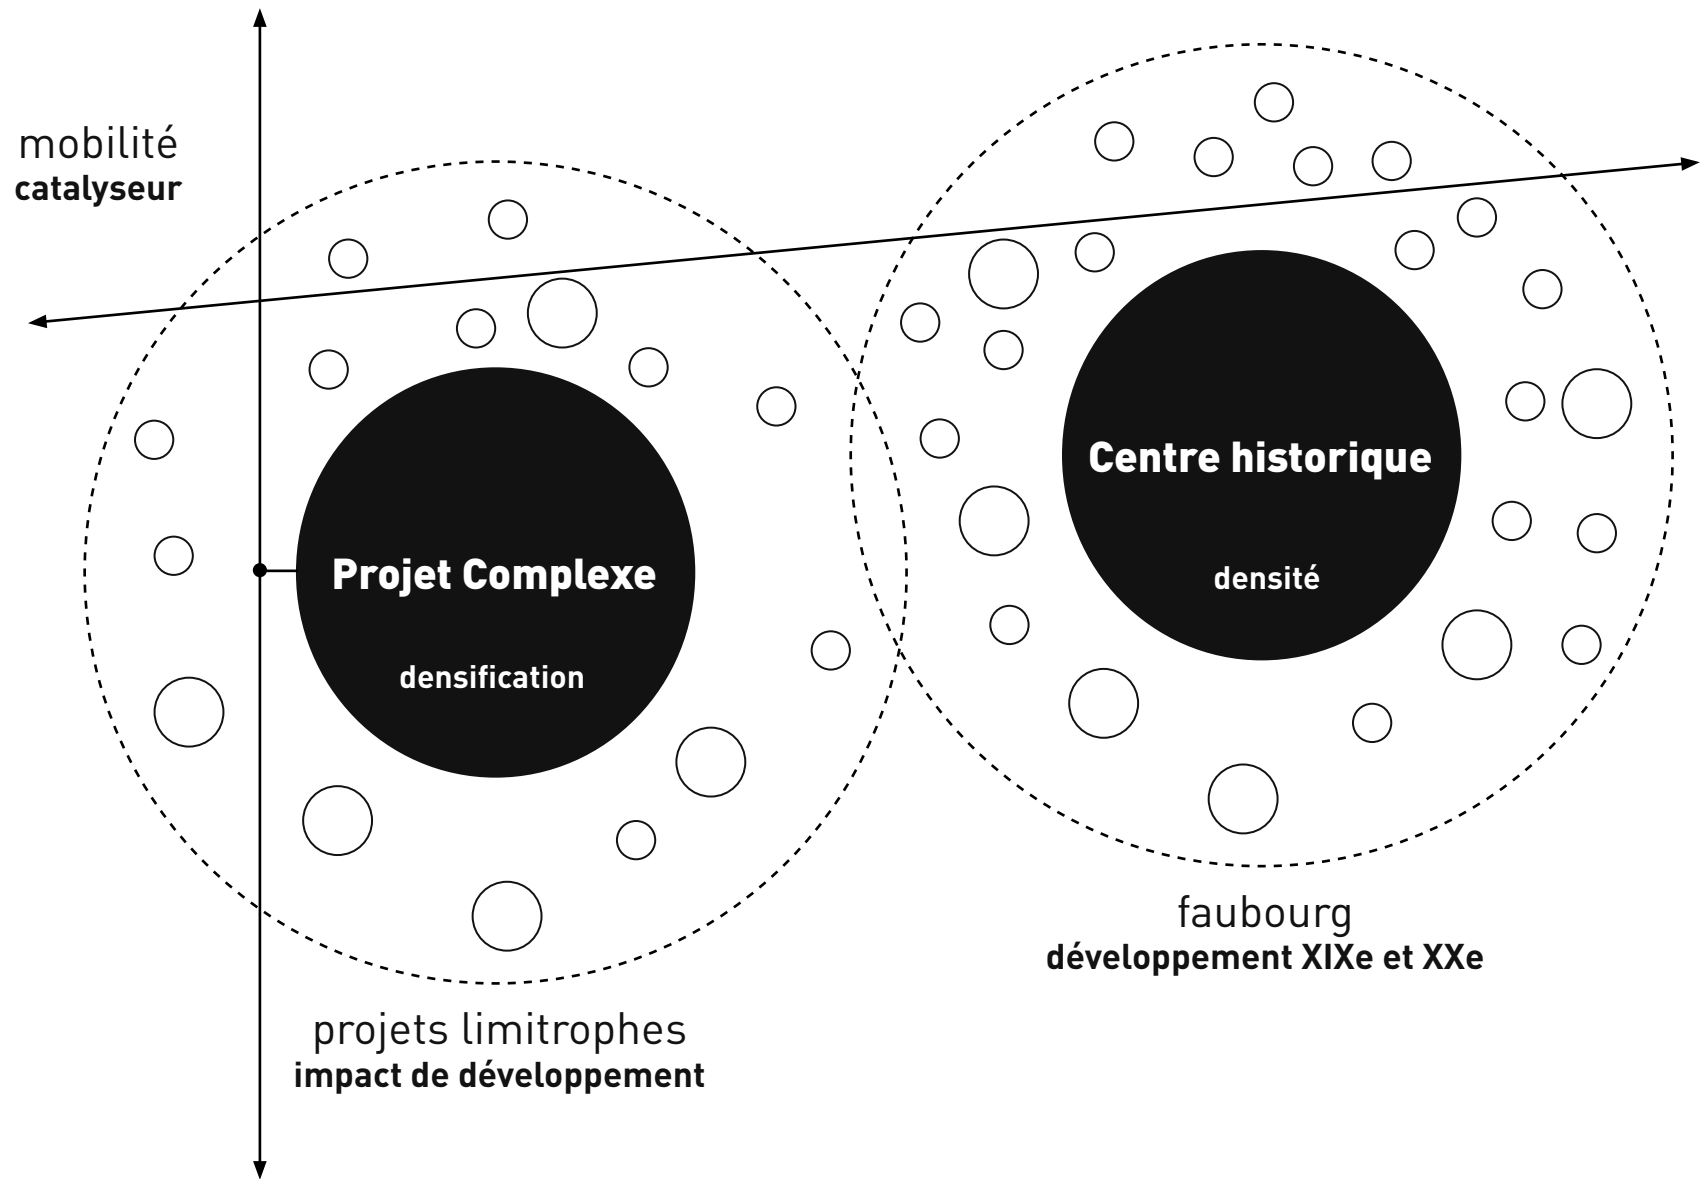 mobilité
catalyseur
Projet Complexe
densification
Centre historique
densité
faubourg
développement XIXe et XXe
projets limitrophes
impact de développement